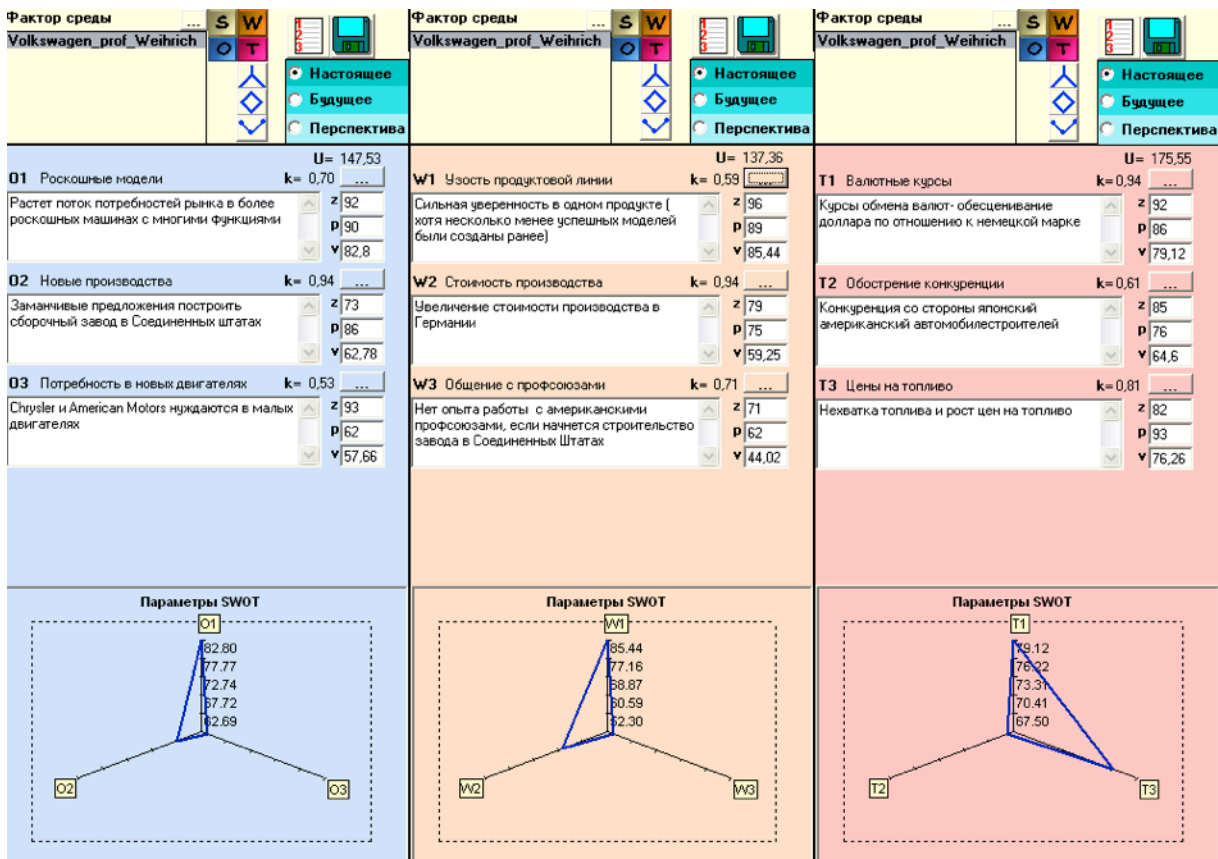 Фактор среды ... S W
Volkswagen_prof_Weihrich O T
1
2
3
Настоящее
Будущее
Перспектива
U= 147,53
O1 Роскошные модели k= 0,70 ...
Растет поток потребностей рынка в более
роскошных машинах с многими функциями
z 92
p 90
v 82,8
O2 Новые производства k= 0,94 ...
Заманчивые предложения построить
сборочный завод в Соединенных штатах
z 73
p 86
v 62,78
O3 Потребность в новых двигателях k= 0,53 ...
Chrysler и American Motors нуждаются в малых
двигателях
z 93
p 62
v 57,66
Параметры SWOT
O1
82.80
77.77
72.74
67.72
62.69
O2
O3
Фактор среды ... S W
Volkswagen_prof_Weihrich O T
1
2
3
Настоящее
Будущее
Перспектива
U= 137,36
W1 Узость продуктовой линии k= 0,59 ...
Сильная уверенность в одном продукте (
хотя несколько менее успешных моделей
были созданы ранее)
z 96
p 89
v 85,44
W2 Стоимость производства k= 0,94 ...
Увеличение стоимости производства в
Германии
z 79
p 75
v 59,25
W3 Общение с профсоюзами k= 0,71 ...
Нет опыта работы с американскими
профсоюзами, если начнется строительство
завода в Соединенных Штатах
z 71
p 62
v 44,02
Параметры SWOT
W1
85.44
77.16
68.87
60.59
52.30
W2
W3
Фактор среды ... S W
Volkswagen_prof_Weihrich O T
1
2
3
Настоящее
Будущее
Перспектива
U= 175,55
T1 Валютные курсы k= 0,94 ...
Курсы обмена валют- обесценивание
доллара по отношению к немецкой марке
z 92
p 86
v 79,12
T2 Обострение конкуренции k= 0,61 ...
Конкуренция со стороны японский
американский автомобилестроителей
z 85
p 76
v 64,6
T3 Цены на топливо k= 0,81 ...
Нехватка топлива и рост цен на топливо
z 82
p 93
v 76,26
Параметры SWOT
T1
79.12
76.22
73.31
70.41
67.50
T2
T3